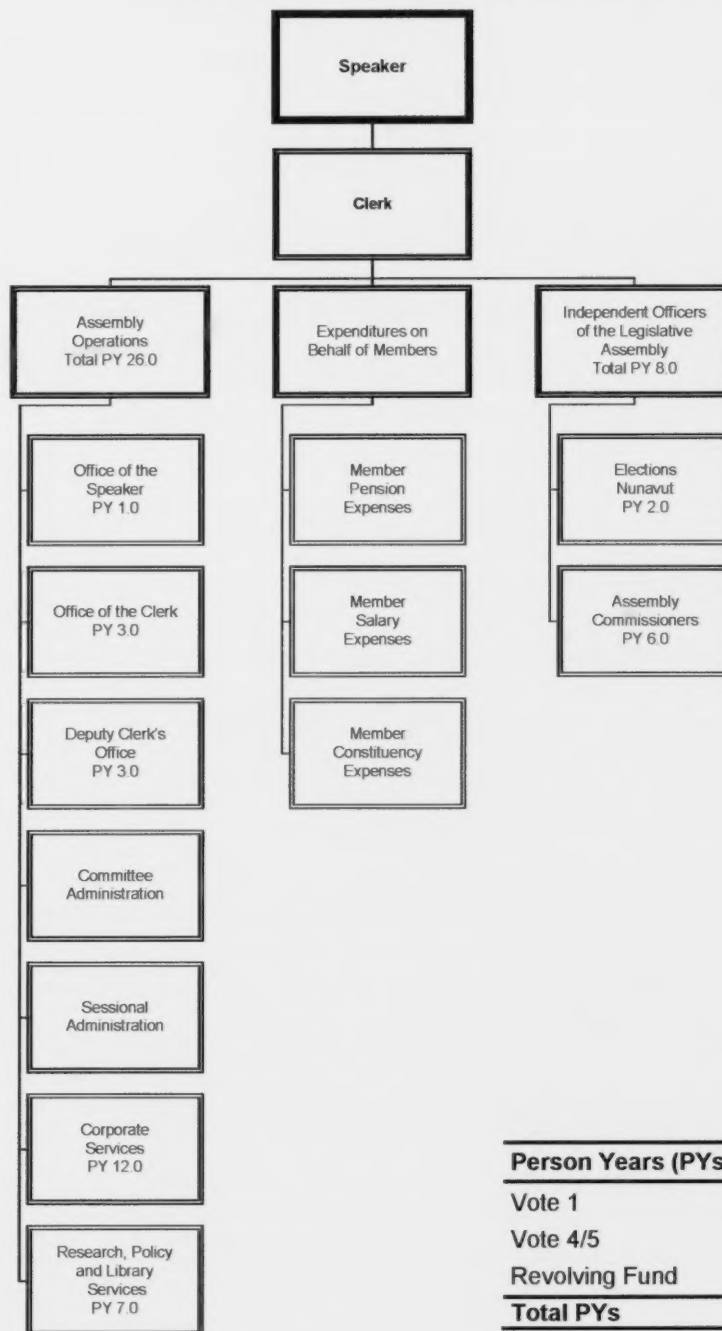 Speaker
Clerk
Assembly
Operations
Total PY 26.0
Expenditures on
Behalf of Members
Independent Officers
of the Legislative
Assembly
Total PY 8.0
Office of the
Speaker
PY 1.0
Member
Pension
Expenses
Elections
Nunavut
PY 2.0
Office of the Clerk
PY 3.0
Member
Salary
Expenses
Assembly
Commissioners
PY 6.0
Deputy Clerk's
Office
PY 3.0
Member
Constituency
Expenses
Committee
Administration
Sessional
Administration
Corporate
Services
PY 12.0
Research, Policy
and Library
Services
PY 7.0
Person Years (PYs
Vote 1
Vote 4/5
Revolving Fund
Total PYs